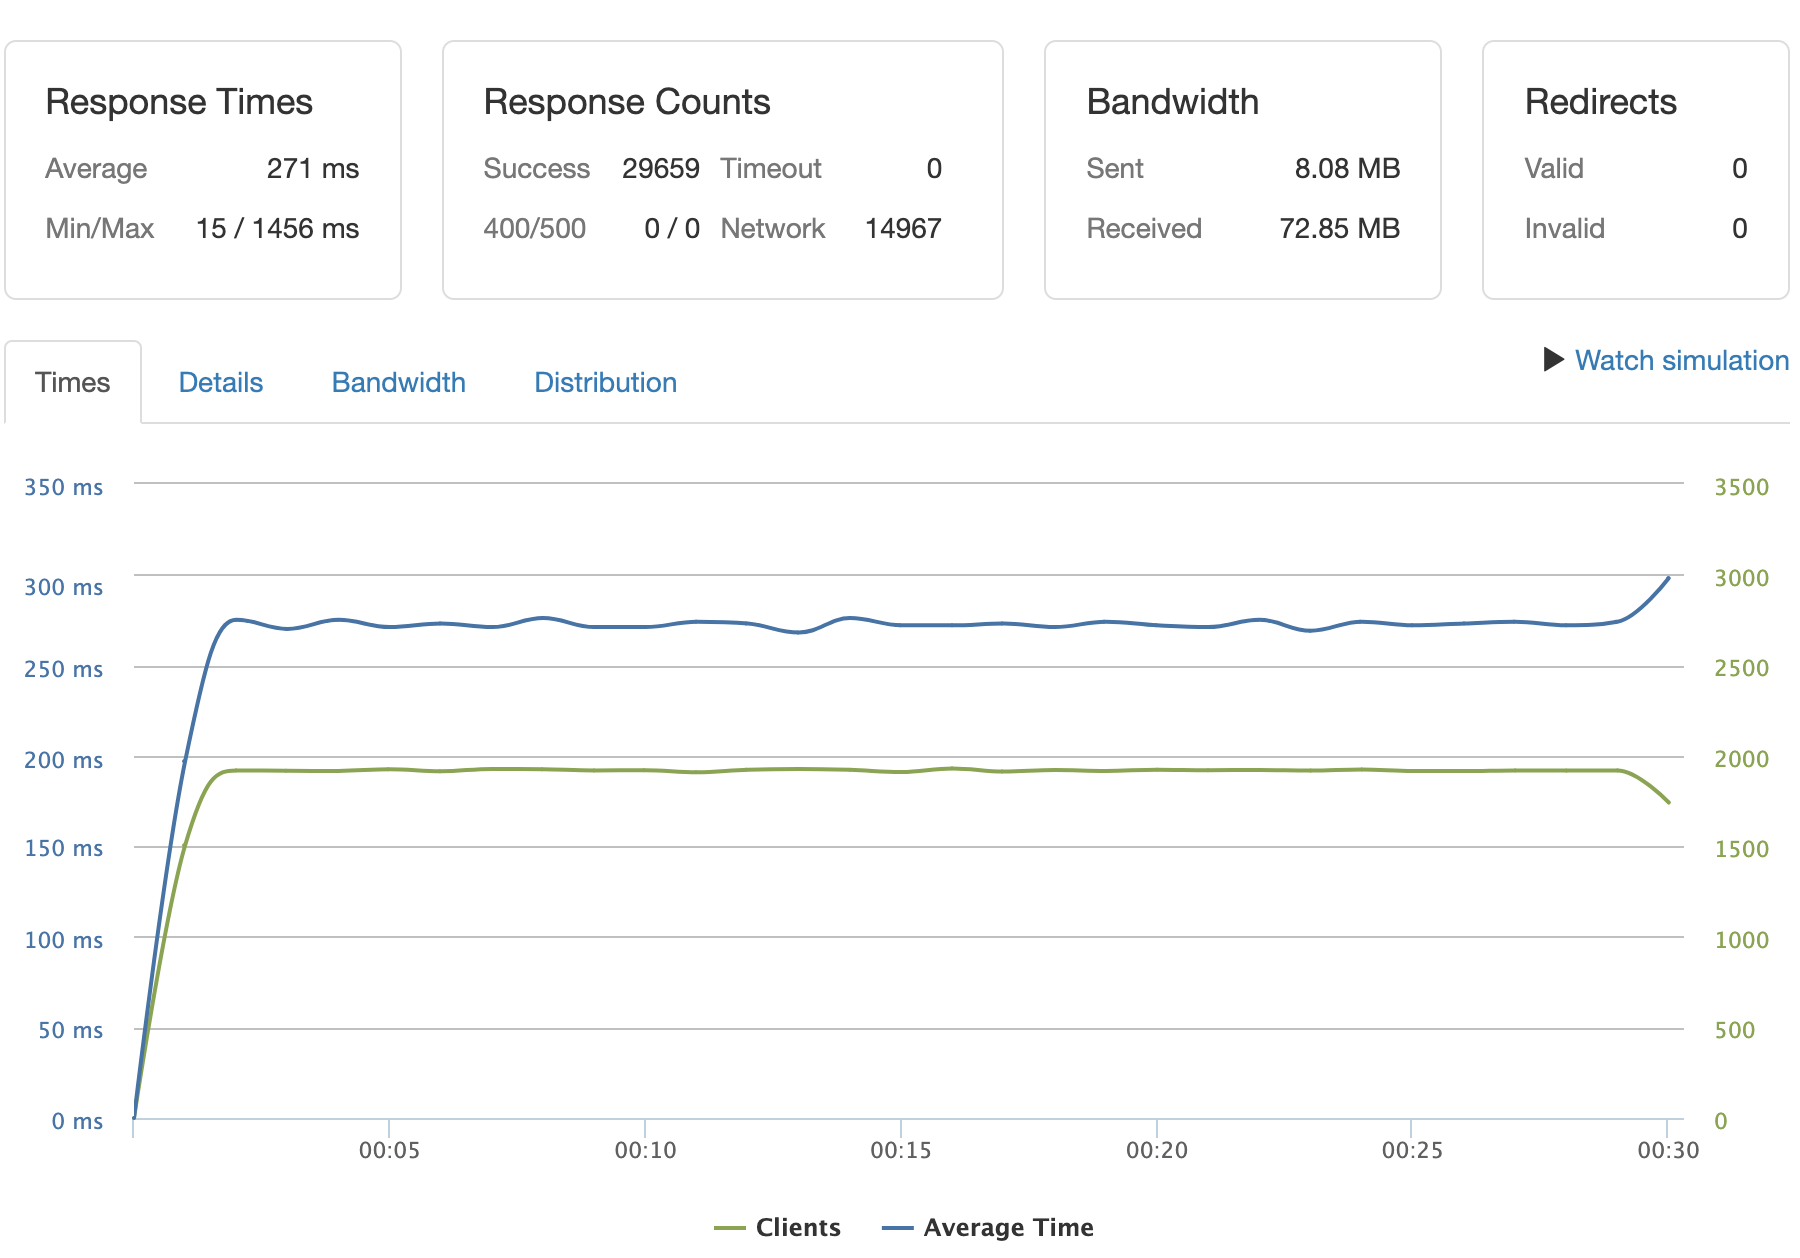 Response Times
Average 271 ms
Min/Max 15 / 1456 ms
Response Counts
Success 29659 Timeout 0
400/500 0 / 0 Network 14967
Bandwidth
Sent 8.08 MB
Received 72.85 MB
Redirects
Valid 0
Invalid 0
Times Details Bandwidth Distribution
Watch simulation
350 ms 3500
300 ms 3000
250 ms 2500
200 ms 2000
150 ms 1500
100 ms 1000
50 ms 500
0 ms 0
00:05 00:10 00:15 00:20 00:25 00:30
Clients Average Time